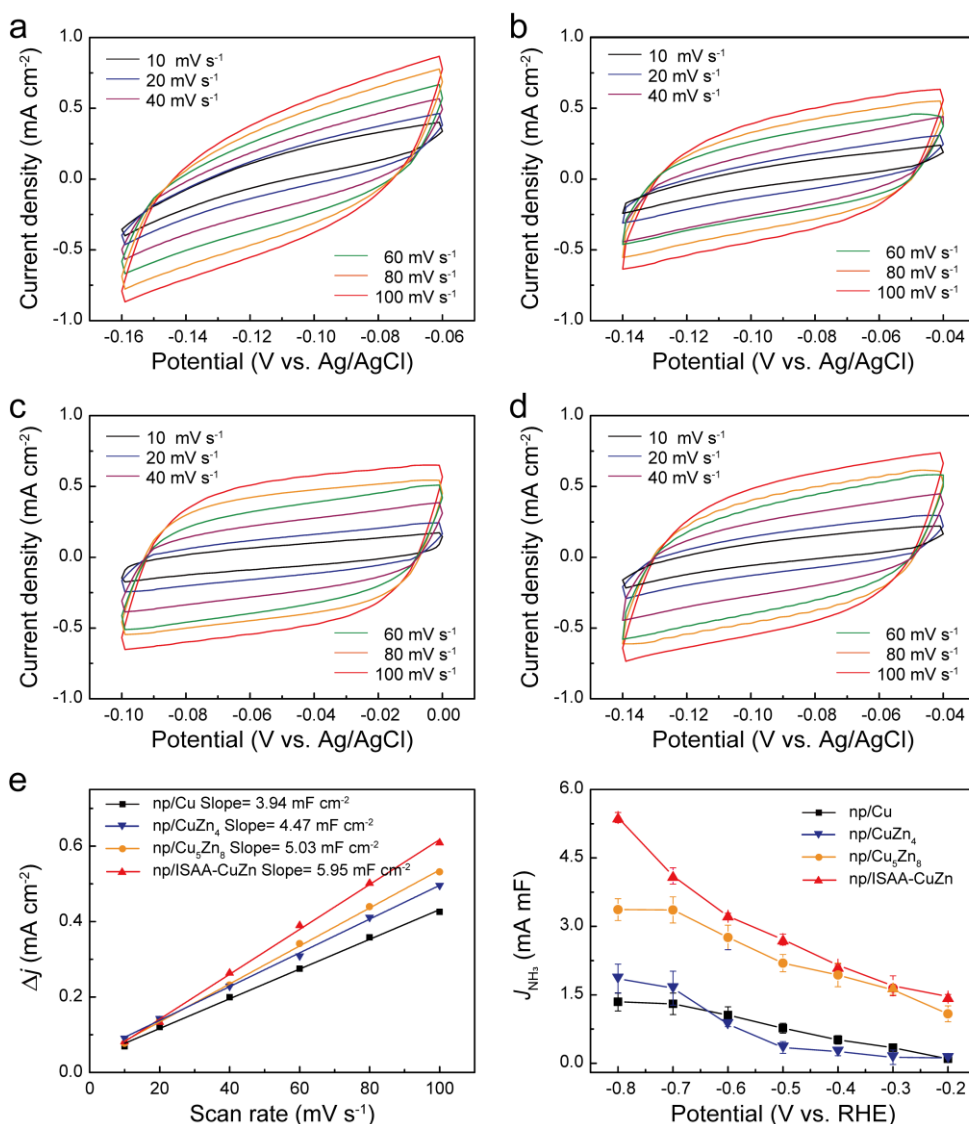 a
Current density (mA cm⁻²)
1.0
0.5
0.0
-0.5
-1.0
10 mV s⁻¹
20 mV s⁻¹
40 mV s⁻¹
60 mV s⁻¹
80 mV s⁻¹
100 mV s⁻¹
-0.16 -0.14 -0.12 -0.10 -0.08 -0.06
Potential (V vs. Ag/AgCl)
b
Current density (mA cm⁻²)
1.0
0.5
0.0
-0.5
-1.0
10 mV s⁻¹
20 mV s⁻¹
40 mV s⁻¹
60 mV s⁻¹
80 mV s⁻¹
100 mV s⁻¹
-0.14 -0.12 -0.10 -0.08 -0.06 -0.04
Potential (V vs. Ag/AgCl)
c
Current density (mA cm⁻²)
1.0
0.5
0.0
-0.5
-1.0
10 mV s⁻¹
20 mV s⁻¹
40 mV s⁻¹
60 mV s⁻¹
80 mV s⁻¹
100 mV s⁻¹
-0.10 -0.08 -0.06 -0.04 -0.02 0.00
Potential (V vs. Ag/AgCl)
d
Current density (mA cm⁻²)
1.0
0.5
0.0
-0.5
-1.0
10 mV s⁻¹
20 mV s⁻¹
40 mV s⁻¹
60 mV s⁻¹
80 mV s⁻¹
100 mV s⁻¹
-0.14 -0.12 -0.10 -0.08 -0.06 -0.04
Potential (V vs. Ag/AgCl)
e
Δj (mA cm⁻²)
0.6
0.4
0.2
0.0
np/Cu Slope= 3.94 mF cm⁻²
np/CuZn₄ Slope= 4.47 mF cm⁻²
np/Cu₅Zn₈ Slope= 5.03 mF cm⁻²
np/ISAA-CuZn Slope= 5.95 mF cm⁻²
0 20 40 60 80 100
Scan rate (mV s⁻¹)
J_NH₃ (mA mF)
6.0
4.5
3.0
1.5
0.0
np/Cu
np/CuZn₄
np/Cu₅Zn₈
np/ISAA-CuZn
-0.8 -0.7 -0.6 -0.5 -0.4 -0.3 -0.2
Potential (V vs. RHE)